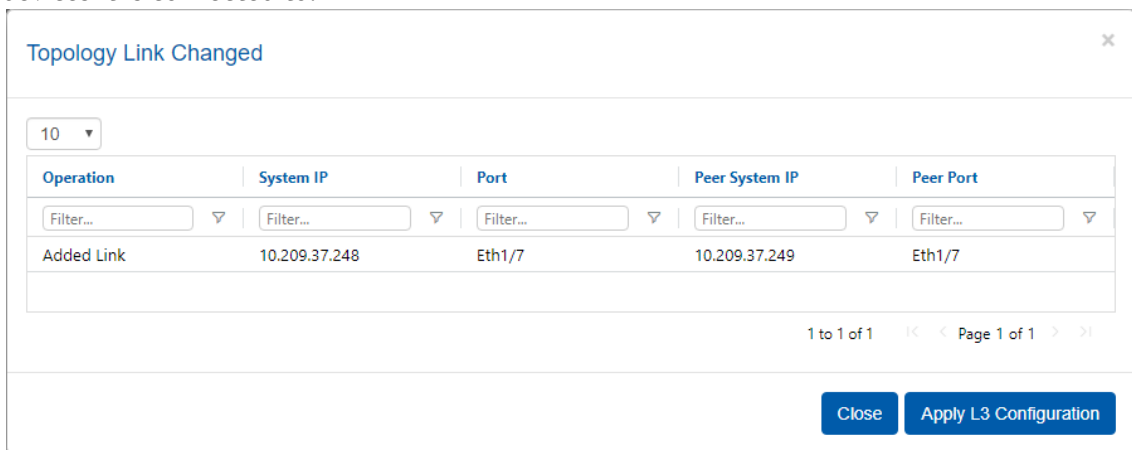 Topology Link Changed
×
10
Operation System IP Port Peer System IP Peer Port
Filter... Filter... Filter... Filter... Filter...
Added Link 10.209.37.248 Eth1/7 10.209.37.249 Eth1/7
1 to 1 of 1 Page 1 of 1
Close Apply L3 Configuration